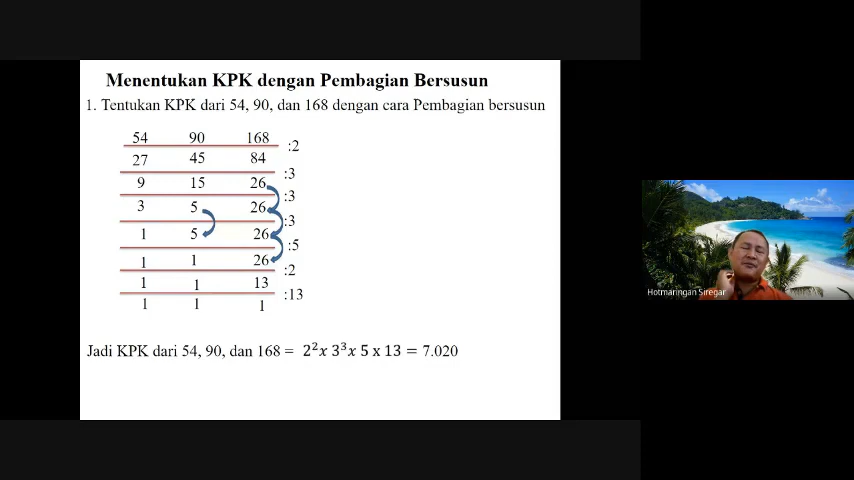 Menentukan KPK dengan Pembagian Bersusun
1. Tentukan KPK dari 54, 90, dan 168 dengan cara Pembagian bersusun
54 90 168 :2
27 45 84 :3
9 15 26 :3
3 5 26 :3
1 5 26 :5
1 1 26 :2
1 1 13 :13
1 1 1
Jadi KPK dari 54, 90, dan 168 = 2² x 3³ x 5 x 13 = 7.020
Hotmaringan Siregar